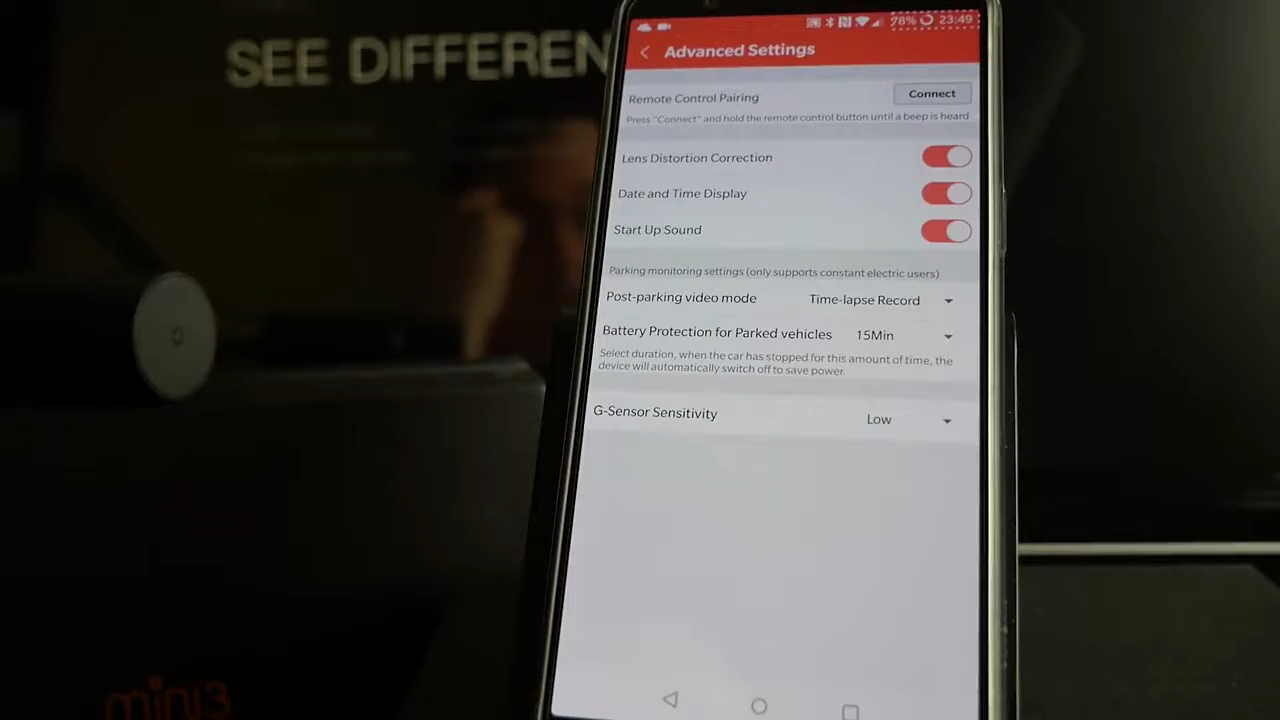 SEE DIFFEREN
78% 23:49
Advanced Settings
Remote Control Pairing
Connect
Press "Connect" and hold the remote control button until a beep is heard
Lens Distortion Correction
Date and Time Display
Start Up Sound
Parking monitoring settings (only supports constant electric users)
Post-parking video mode
Time-lapse Record
Battery Protection for Parked vehicles
15Min
Select duration, when the car has stopped for this amount of time, the
device will automatically switch off to save power.
G-Sensor Sensitivity
Low
mini3